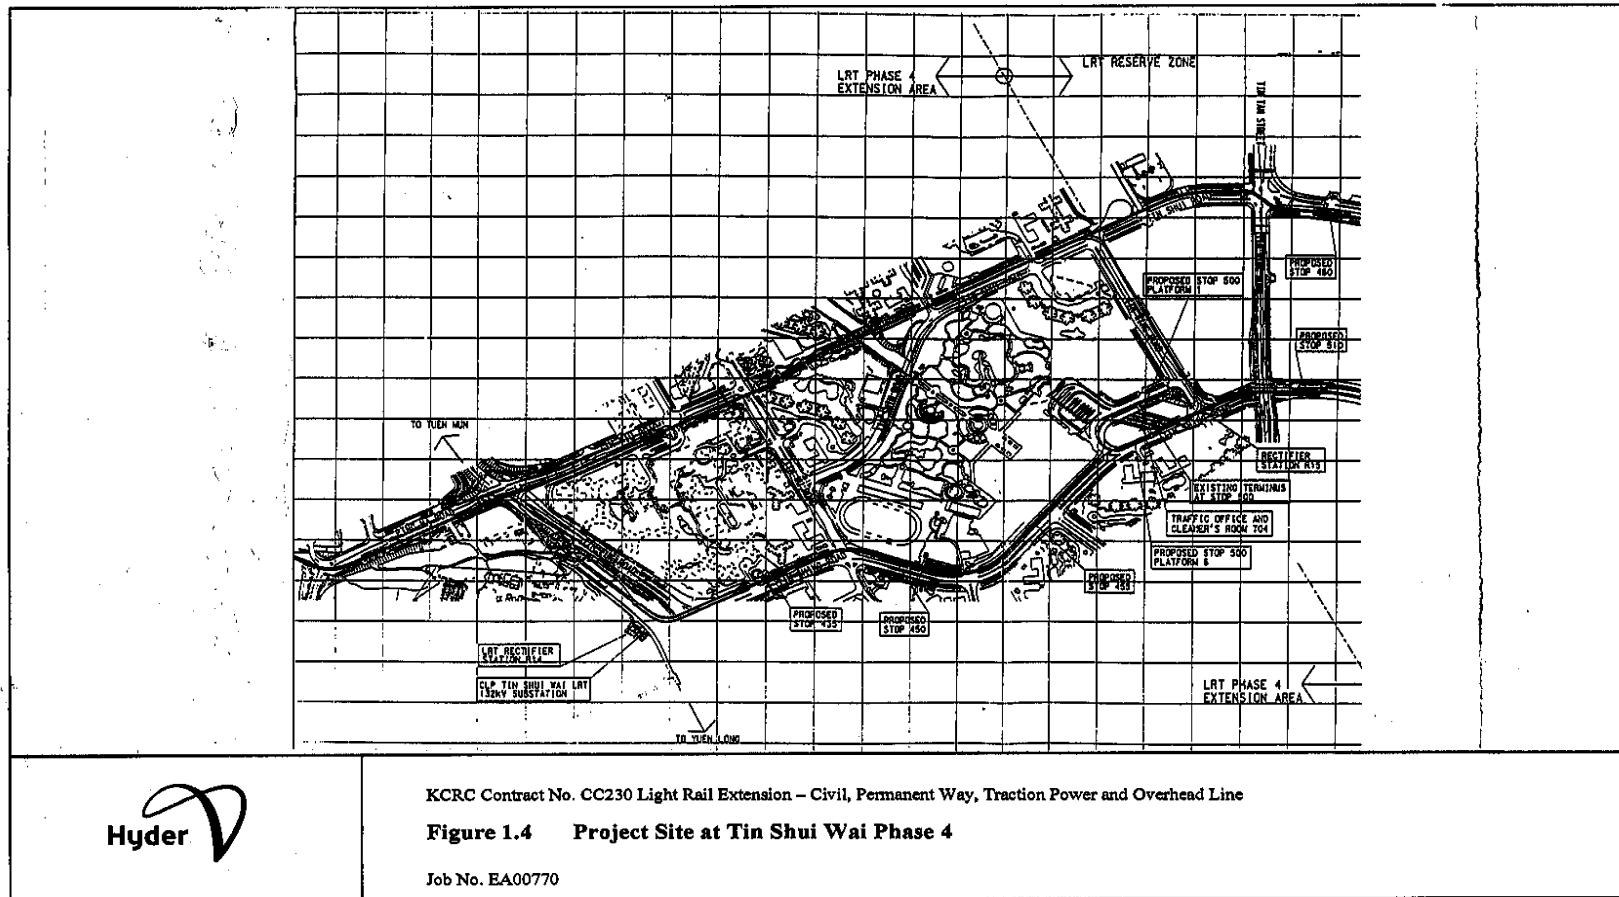 LRT PHASE 4
EXTENSION AREA
LRT RESERVE ZONE
TIN TAN STREET
TIN SHUI ROAD
PROPOSED
STOP 460
PROPOSED STOP 500
PLATFORM 1
PROPOSED
STOP 510
TO TUEN MUN
RECTIFIER
STATION R15
EXISTING TERMINUS
AT STOP 500
TRAFFIC OFFICE AND
CLEANER'S ROOM 704
PROPOSED STOP 500
PLATFORM 6
PROPOSED
STOP 455
PROPOSED
STOP 435
PROPOSED
STOP 450
LRT RECTIFIER
STATION R14
CLP TIN SHUI WAI LRT
132KV SUBSTATION
LRT PHASE 4
EXTENSION AREA
TO YUEN LONG
Hyder
KCRC Contract No. CC230 Light Rail Extension – Civil, Permanent Way, Traction Power and Overhead Line
Figure 1.4 Project Site at Tin Shui Wai Phase 4
Job No. EA00770